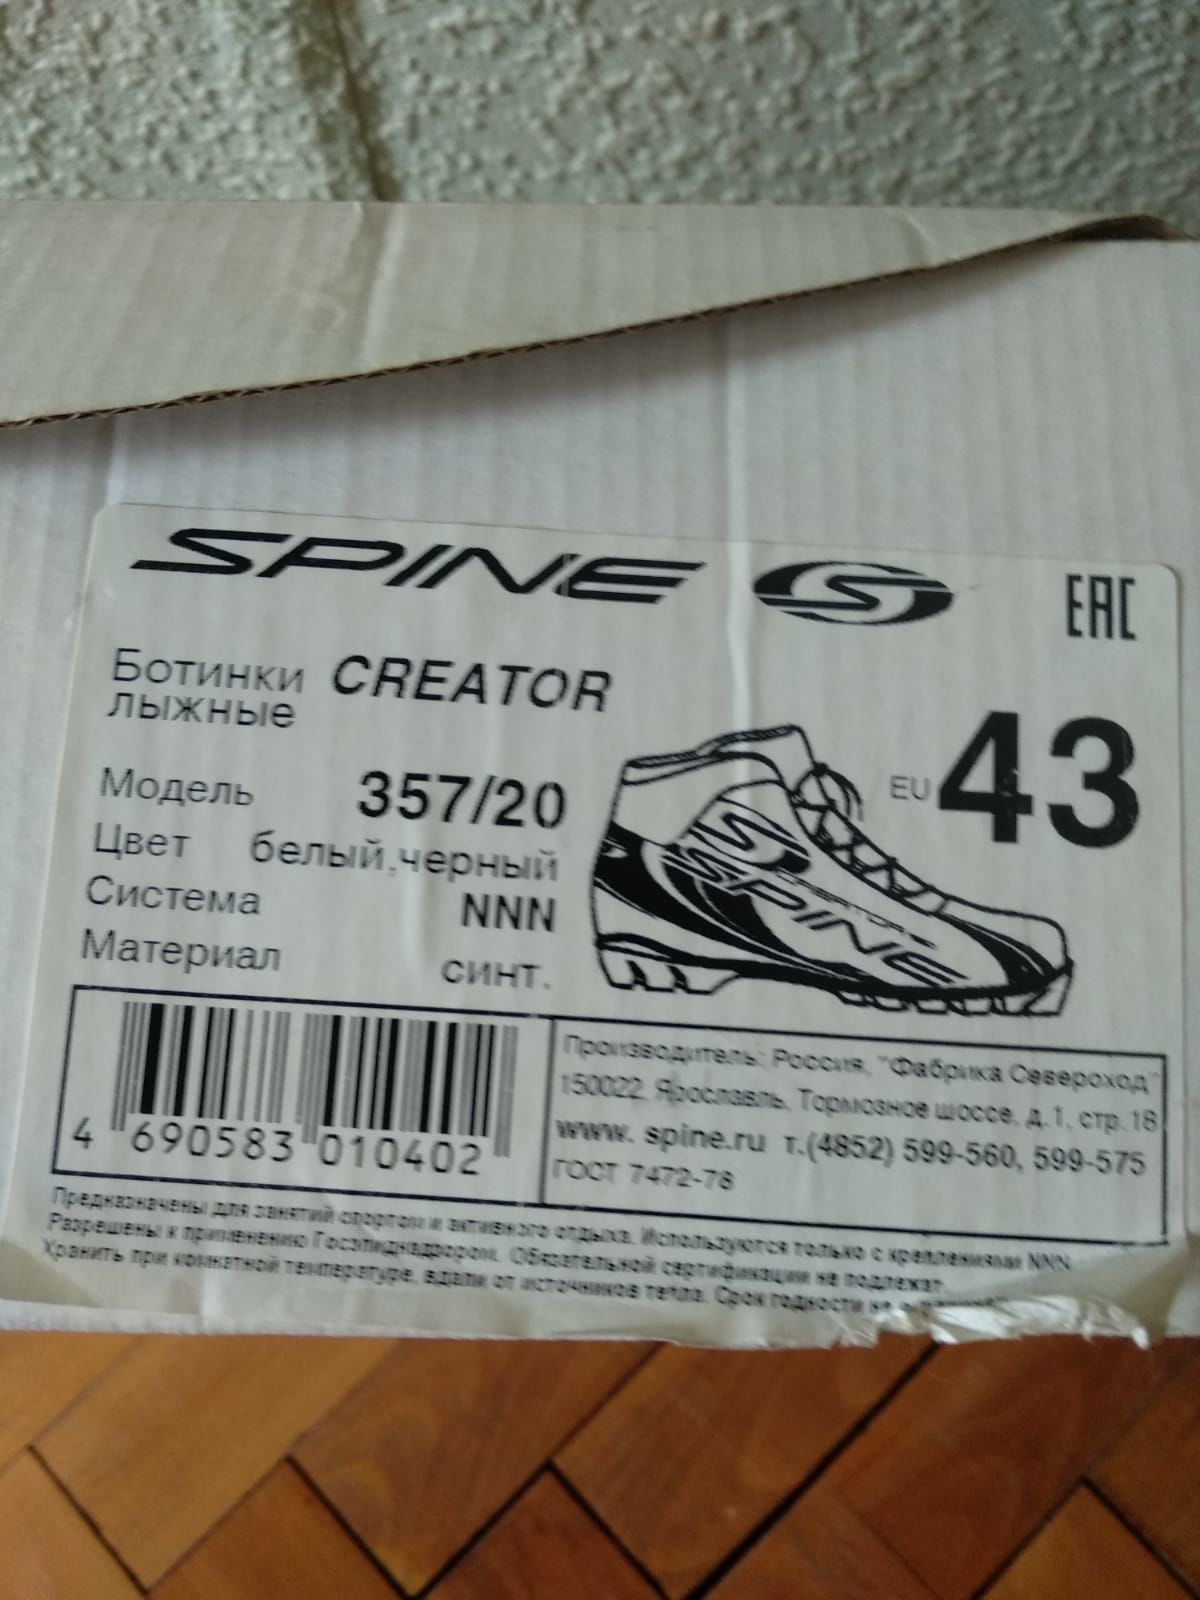 SPINE S EAC
Ботинки CREATOR
лыжные
EU 43
Модель 357/20
Цвет белый,черный
Система NNN
Материал синт.
SPINE
CREATOR
4 690583 010402
Производитель: Россия, "Фабрика Североход"
150022, Ярославль, Тормозное шоссе, д.1, стр.18
www. spine.ru т.(4852) 599-560, 599-575
ГОСТ 7472-78
Предназначены для занятий спортом и активного отдыха. Используются только с креплениями NNN
Разрешены к применению Госэпиднадзором. Обязательной сертификации не подлежат
Хранить при комнатной температуре, вдали от источников тепла. Срок годности не